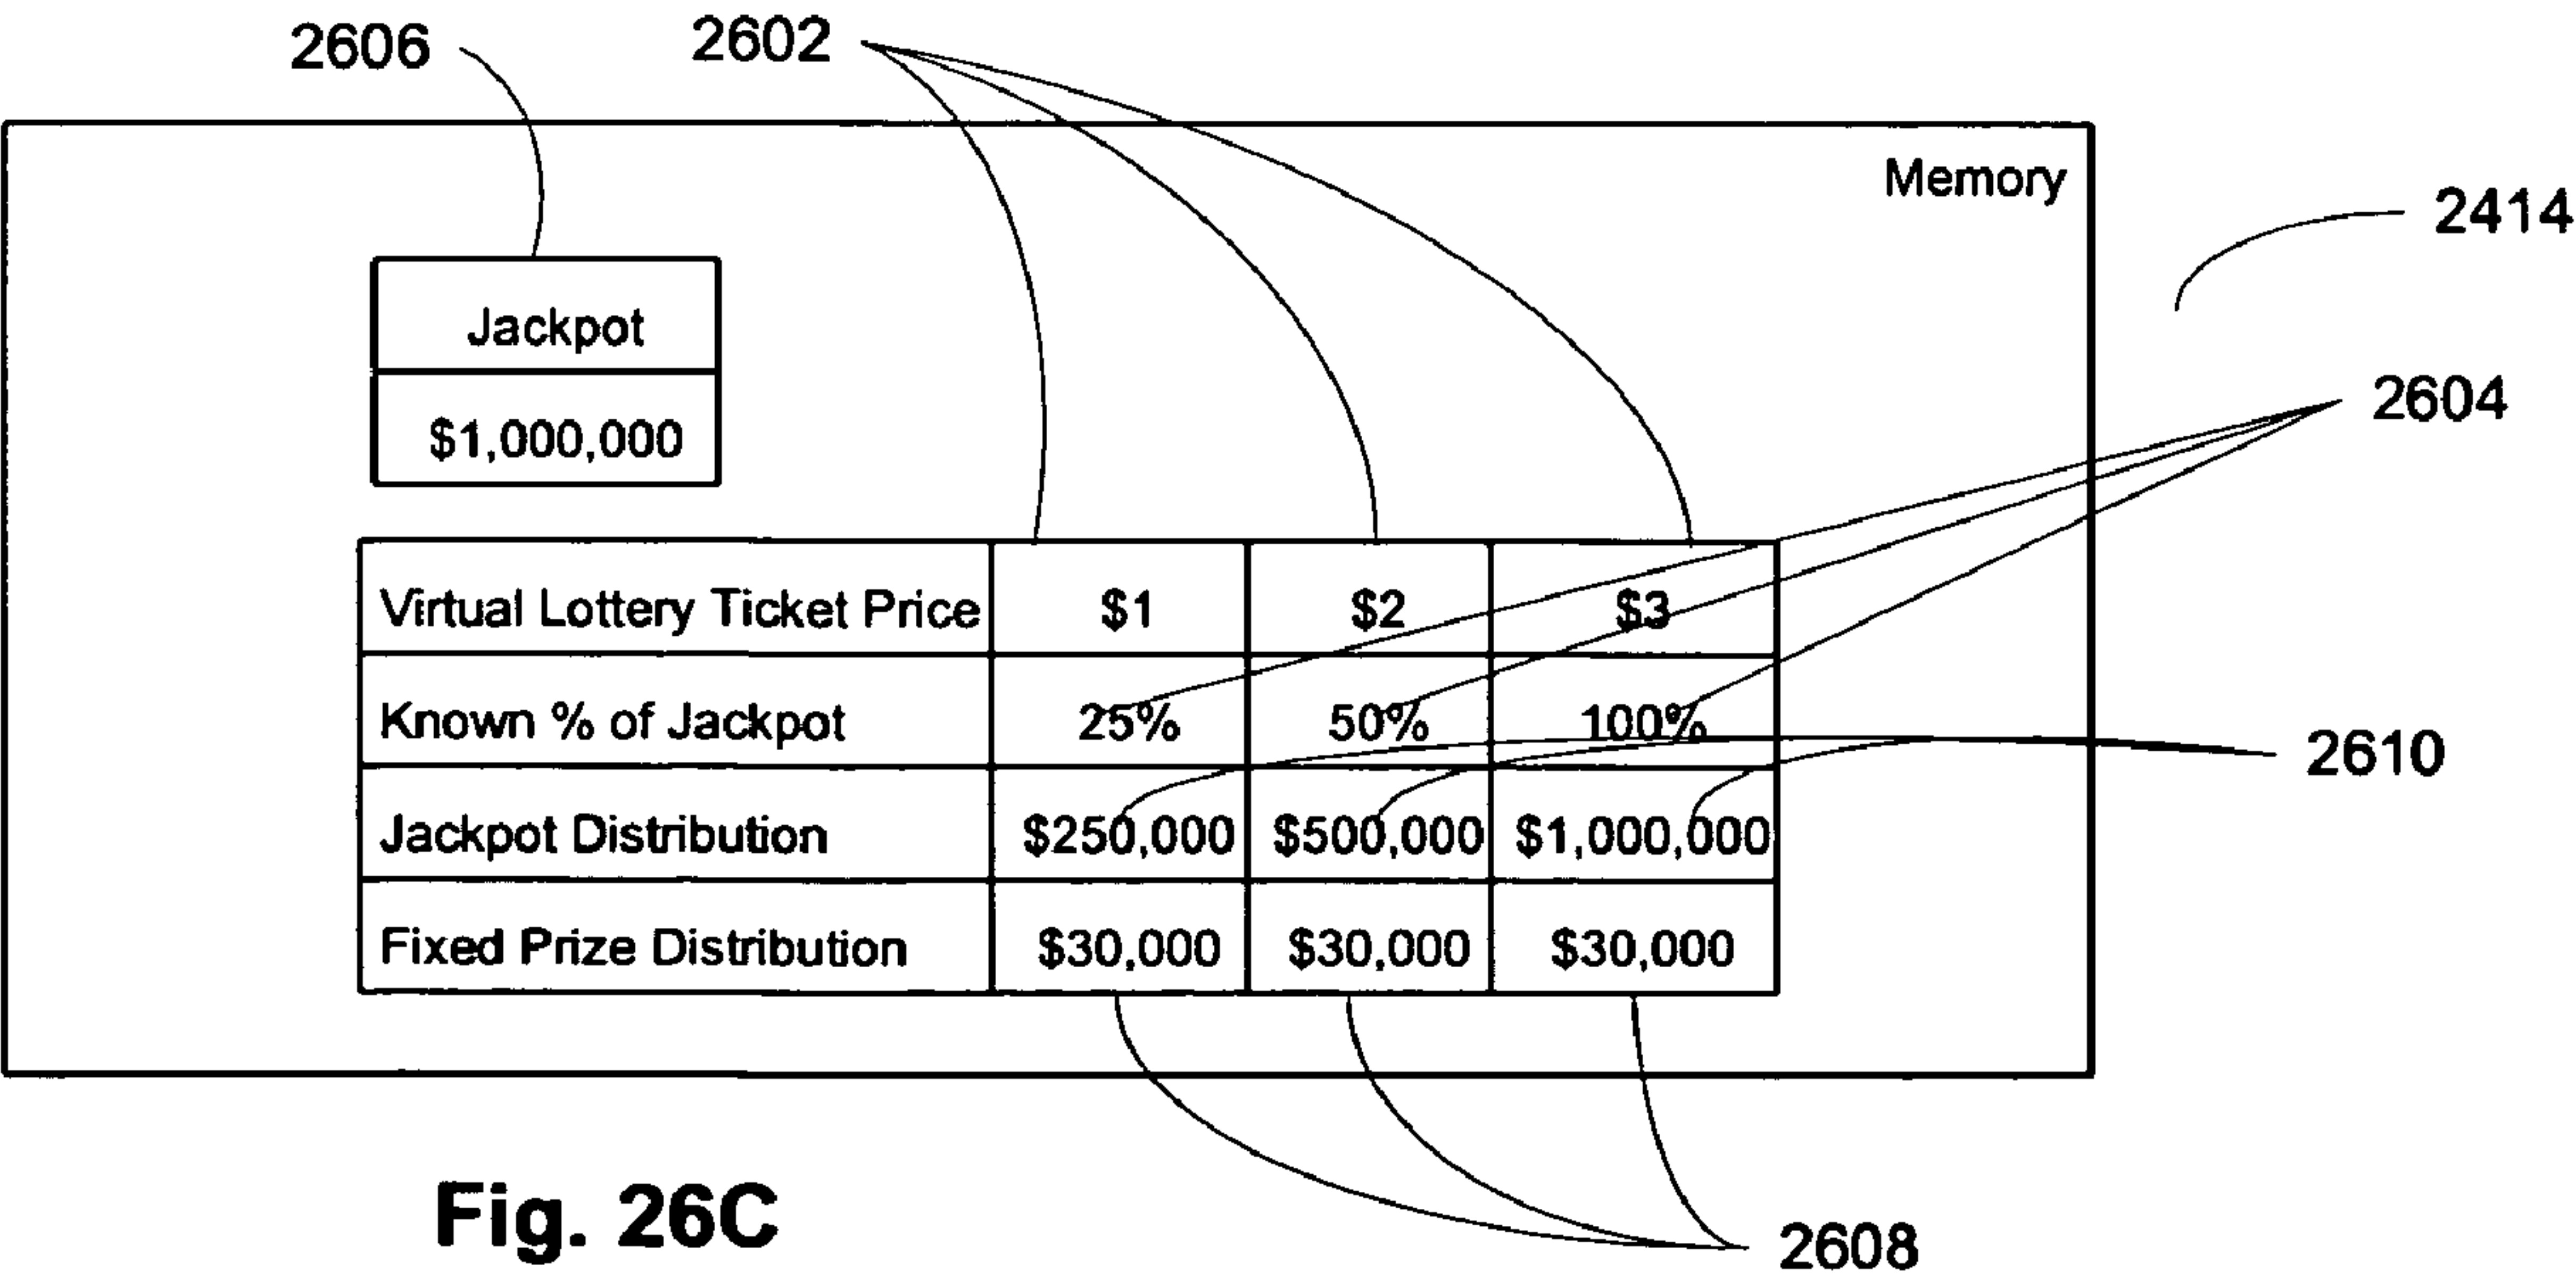 2606 2602
Memory
2414
Jackpot
$1,000,000
2604
Virtual Lottery Ticket Price $1 $2 $3
Known % of Jackpot 25% 50% 100%
2610
Jackpot Distribution $250,000 $500,000 $1,000,000
Fixed Prize Distribution $30,000 $30,000 $30,000
Fig. 26C
2608